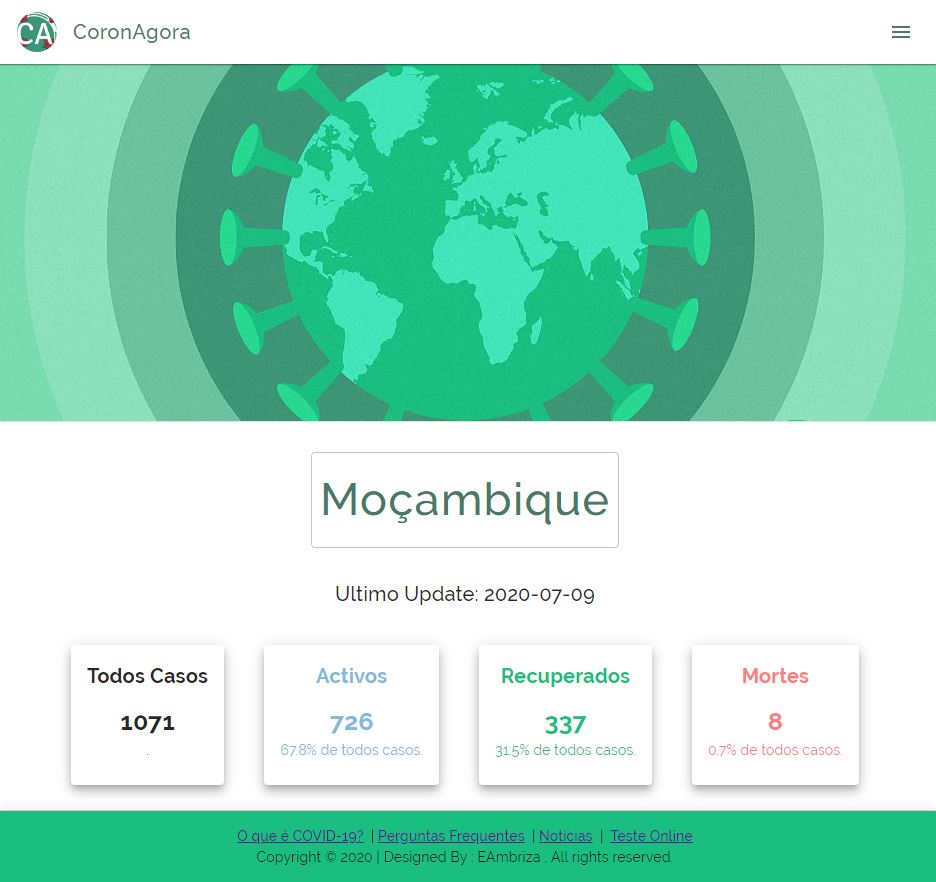 CA CoronAgora
Moçambique
Ultimo Update: 2020-07-09
Todos Casos
1071
.
Activos
726
67.8% de todos casos.
Recuperados
337
31.5% de todos casos.
Mortes
8
0.7% de todos casos.
O que é COVID-19? | Perguntas Frequentes | Noticias | Teste Online
Copyright © 2020 | Designed By : EAmbriza , All rights reserved.